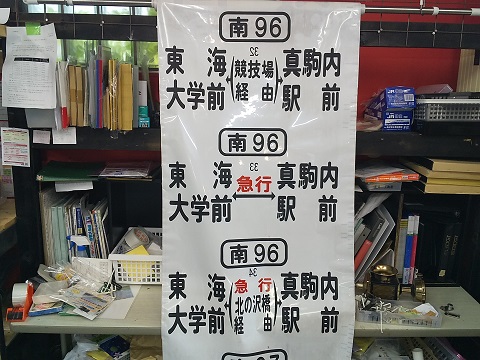 南96
32
東海大学前
(競技場経由)
真駒内駅前
南96
33
東海大学前
急行
真駒内駅前
南96
34
東海大学前
急行
(北の沢橋経由)
真駒内駅前